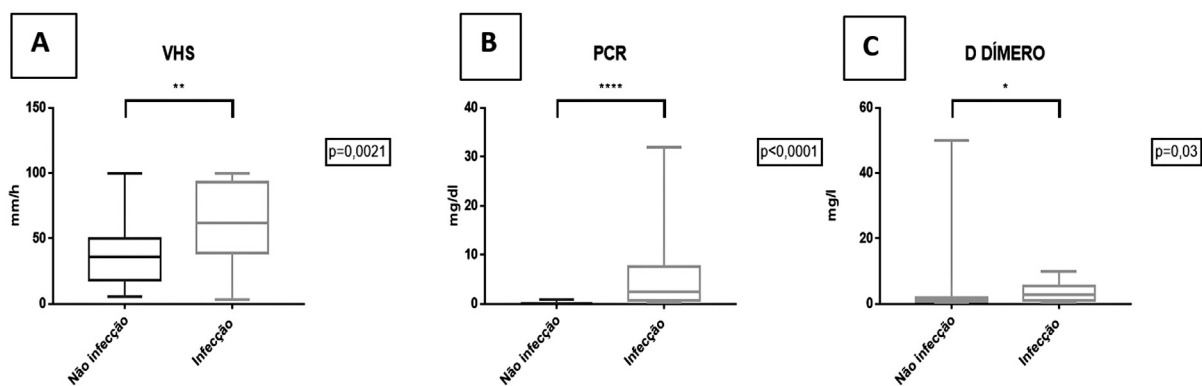 A
VHS
**
150
100
50
0
mm/h
p=0,0021
Não infecção
Infecção
B
PCR
****
40
30
20
10
0
mg/dl
p<0,0001
Não infecção
Infecção
C
D DÍMERO
*
60
40
20
0
mg/l
p=0,03
Não infecção
Infecção